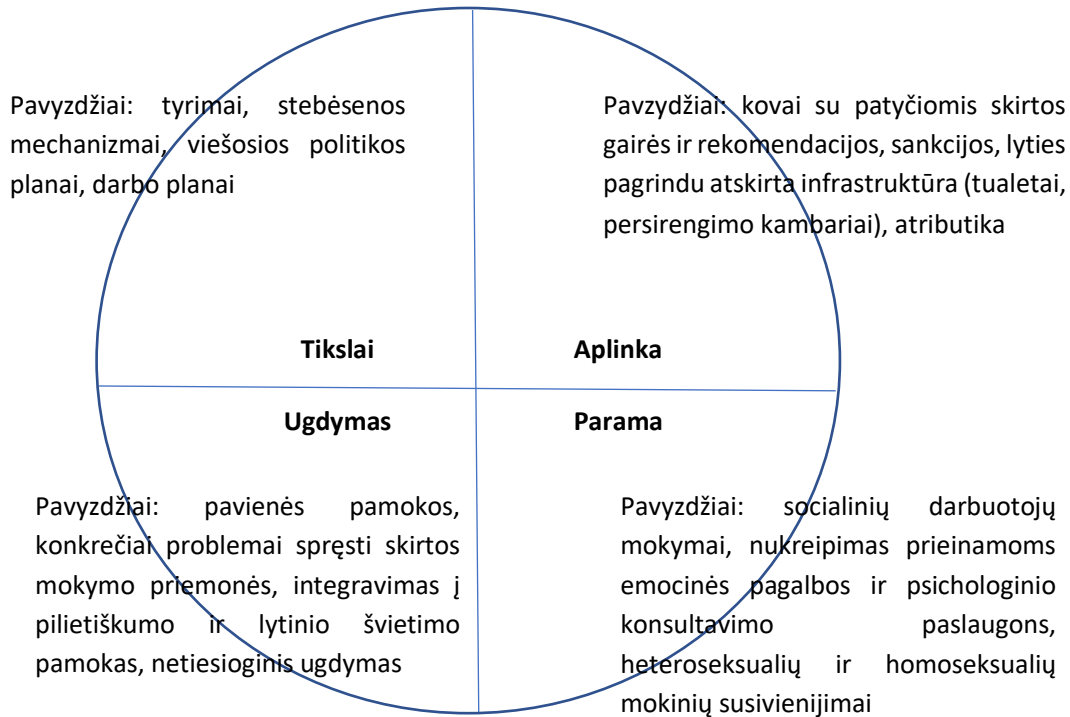 Pavyzdžiai: tyrimai, stebėsenos
mechanizmai, viešosios politikos
planai, darbo planai
Pavzydžiai: kovai su patyčiomis skirtos
gairės ir rekomendacijos, sankcijos, lyties
pagrindu atskirta infrastruktūra (tualetai,
persirengimo kambariai), atributika
Tikslai
Aplinka
Ugdymas
Parama
Pavyzdžiai: pavienės pamokos,
konkrečiai problemai spręsti skirtos
mokymo priemonės, integravimas į
pilietiškumo ir lytinio švietimo
pamokas, netiesioginis ugdymas
Pavyzdžiai: socialinių darbuotojų
mokymai, nukreipimas prieinamoms
emocinės pagalbos ir psichologinio
konsultavimo paslaugons,
heteroseksualių ir homoseksualių
mokinių susivienijimai